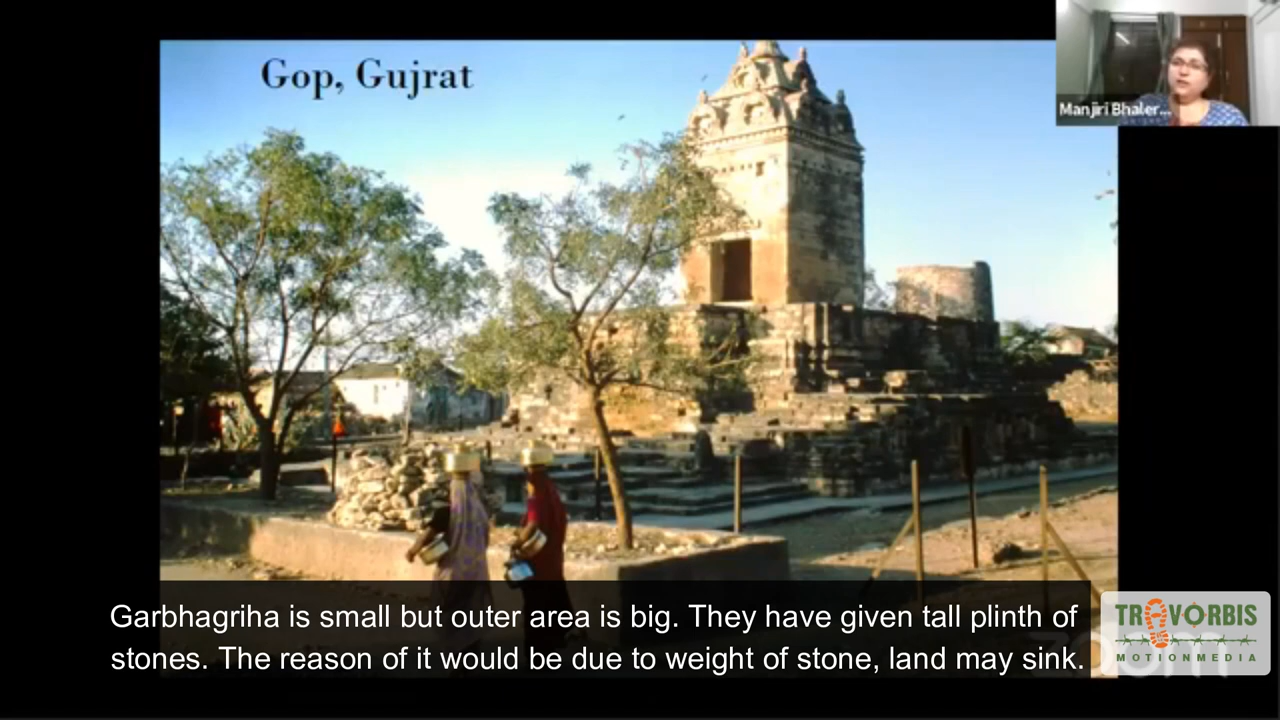 Gop, Gujrat
Manjiri Bhaler...
Garbhagriha is small but outer area is big. They have given tall plinth of
stones. The reason of it would be due to weight of stone, land may sink.
zoom
TRAVORBIS
MOTIONMEDIA